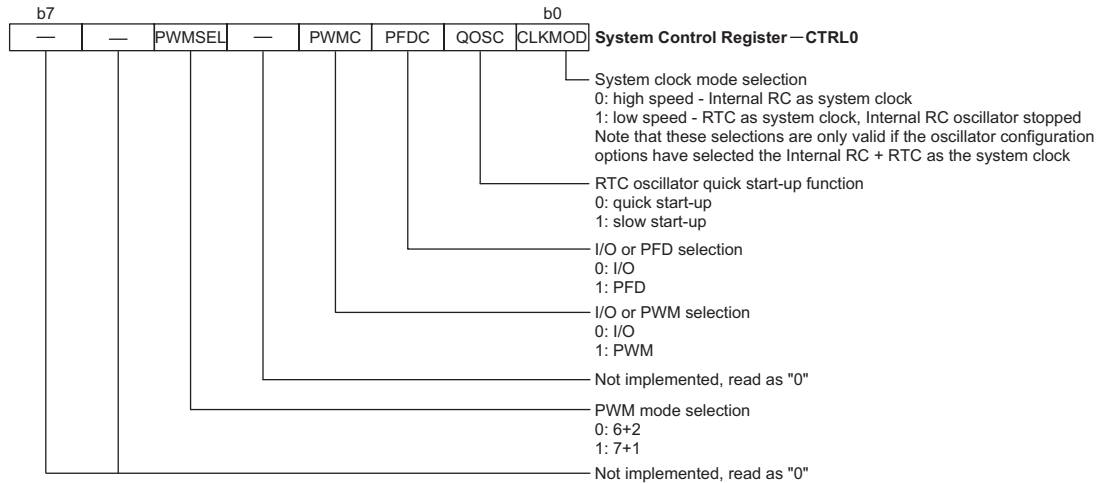 b7 b0
— — PWMSEL — PWMC PFDC QOSC CLKMOD System Control Register—CTRL0
System clock mode selection
0: high speed - Internal RC as system clock
1: low speed - RTC as system clock, Internal RC oscillator stopped
Note that these selections are only valid if the oscillator configuration
options have selected the Internal RC + RTC as the system clock
RTC oscillator quick start-up function
0: quick start-up
1: slow start-up
I/O or PFD selection
0: I/O
1: PFD
I/O or PWM selection
0: I/O
1: PWM
Not implemented, read as "0"
PWM mode selection
0: 6+2
1: 7+1
Not implemented, read as "0"